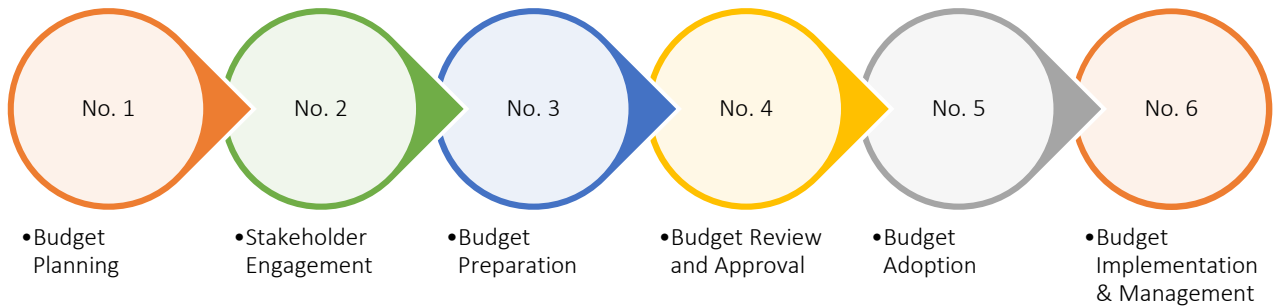 No. 1
No. 2
No. 3
No. 4
No. 5
No. 6
•Budget
Planning
•Stakeholder
Engagement
•Budget
Preparation
•Budget Review
and Approval
•Budget
Adoption
•Budget
Implementation
& Management